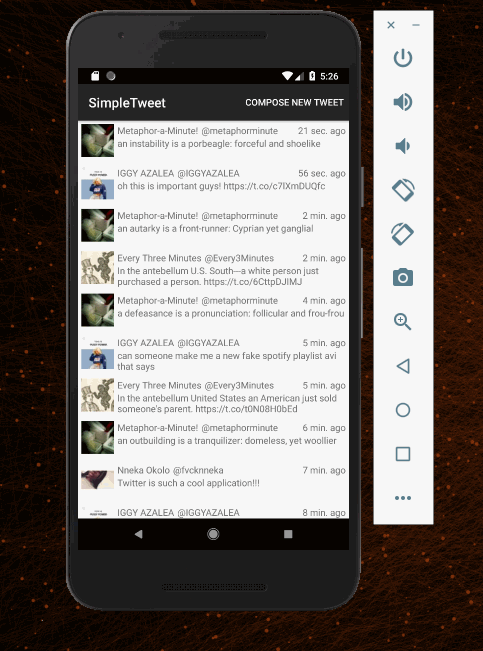 5:26
SimpleTweet COMPOSE NEW TWEET
Metaphor-a-Minute! @metaphorminute 21 sec. ago
an instability is a porbeagle: forceful and shoelike
IGGY AZALEA @IGGYAZALEA 56 sec. ago
oh this is important guys! https://t.co/c7IXmDUQfc
Metaphor-a-Minute! @metaphorminute 2 min. ago
an autarky is a front-runner: Cyprian yet ganglial
Every Three Minutes @Every3Minutes 2 min. ago
In the antebellum U.S. South—a white person just
purchased a person. https://t.co/6CttpDJIMJ
Metaphor-a-Minute! @metaphorminute 4 min. ago
a defeasance is a pronunciation: follicular and frou-frou
IGGY AZALEA @IGGYAZALEA 5 min. ago
can someone make me a new fake spotify playlist avi
that says
Every Three Minutes @Every3Minutes 5 min. ago
In the antebellum United States an American just sold
someone's parent. https://t.co/t0N08H0bEd
Metaphor-a-Minute! @metaphorminute 6 min. ago
an outbuilding is a tranquilizer: domeless, yet woollier
Nneka Okolo @fvcknneka 7 min. ago
Twitter is such a cool application!!!
IGGY AZALEA @IGGYAZALEA 8 min. ago